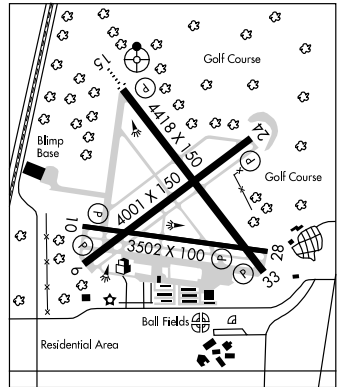 Golf Course
15
P
4418 X 150
24
Blimp
Base
P
4001 X 150
Golf Course
P
10
P
3502 X 100
P
P
28
6
33
Ball Fields
Residential Area